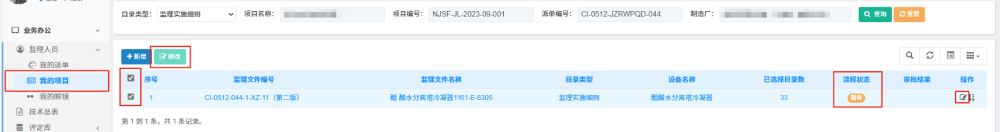 目录类型： 监理实施细则 项目名称： 项目编号： NJSF-JL-2023-09-001 派单编号： CI-0512-JZRWPQD-044 制造厂： 查询 重置
业务办公
监理人员
+新增 修改
我的派单
我的项目
序号 监理文件编号 监理文件名称 目录类型 设备名称 已选择目录数 流程状态 审批结果 操作
我的眼镜
1 CI-0512-044-1-XZ-11（第二版） 醋 酸水分离塔冷凝器1161-E-6305 监理实施细则 醋酸水分离塔冷凝器 33 暂存
技术总表
第 1 到 1 条，共 1 条记录。
评定库